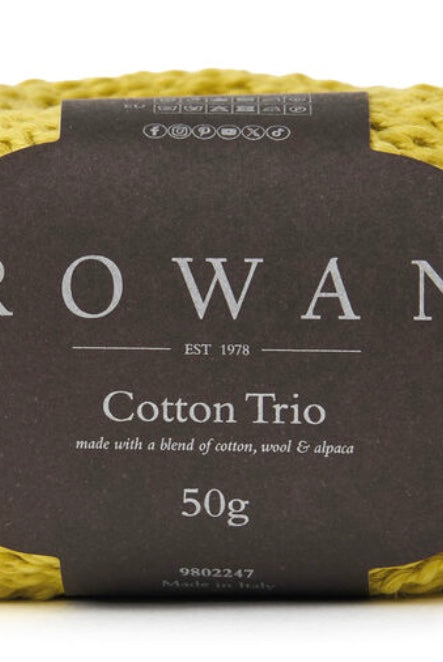 ROWAN
EST 1978
Cotton Trio
made with a blend of cotton, wool & alpaca
50g
9802247
Made in Italy